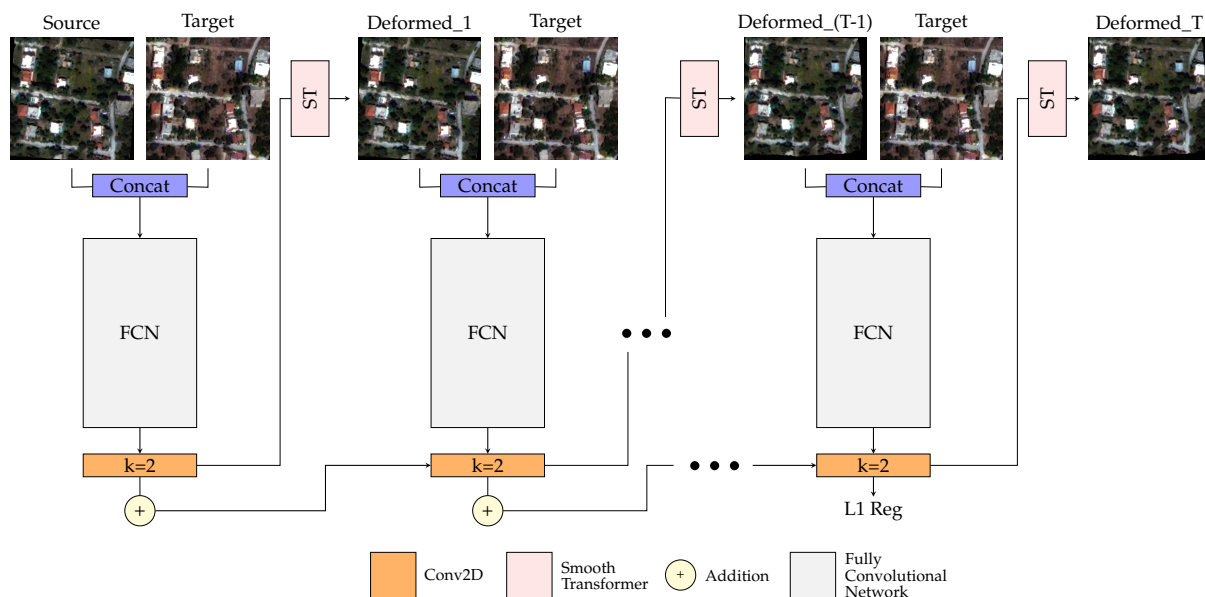 Source
Target
Deformed_1
Target
Deformed_(T-1)
Target
Deformed_T
ST
ST
ST
Concat
Concat
Concat
FCN
FCN
FCN
k=2
k=2
k=2
+
+
L1 Reg
Conv2D
Smooth
Transformer
+
Addition
Fully
Convolutional
Network